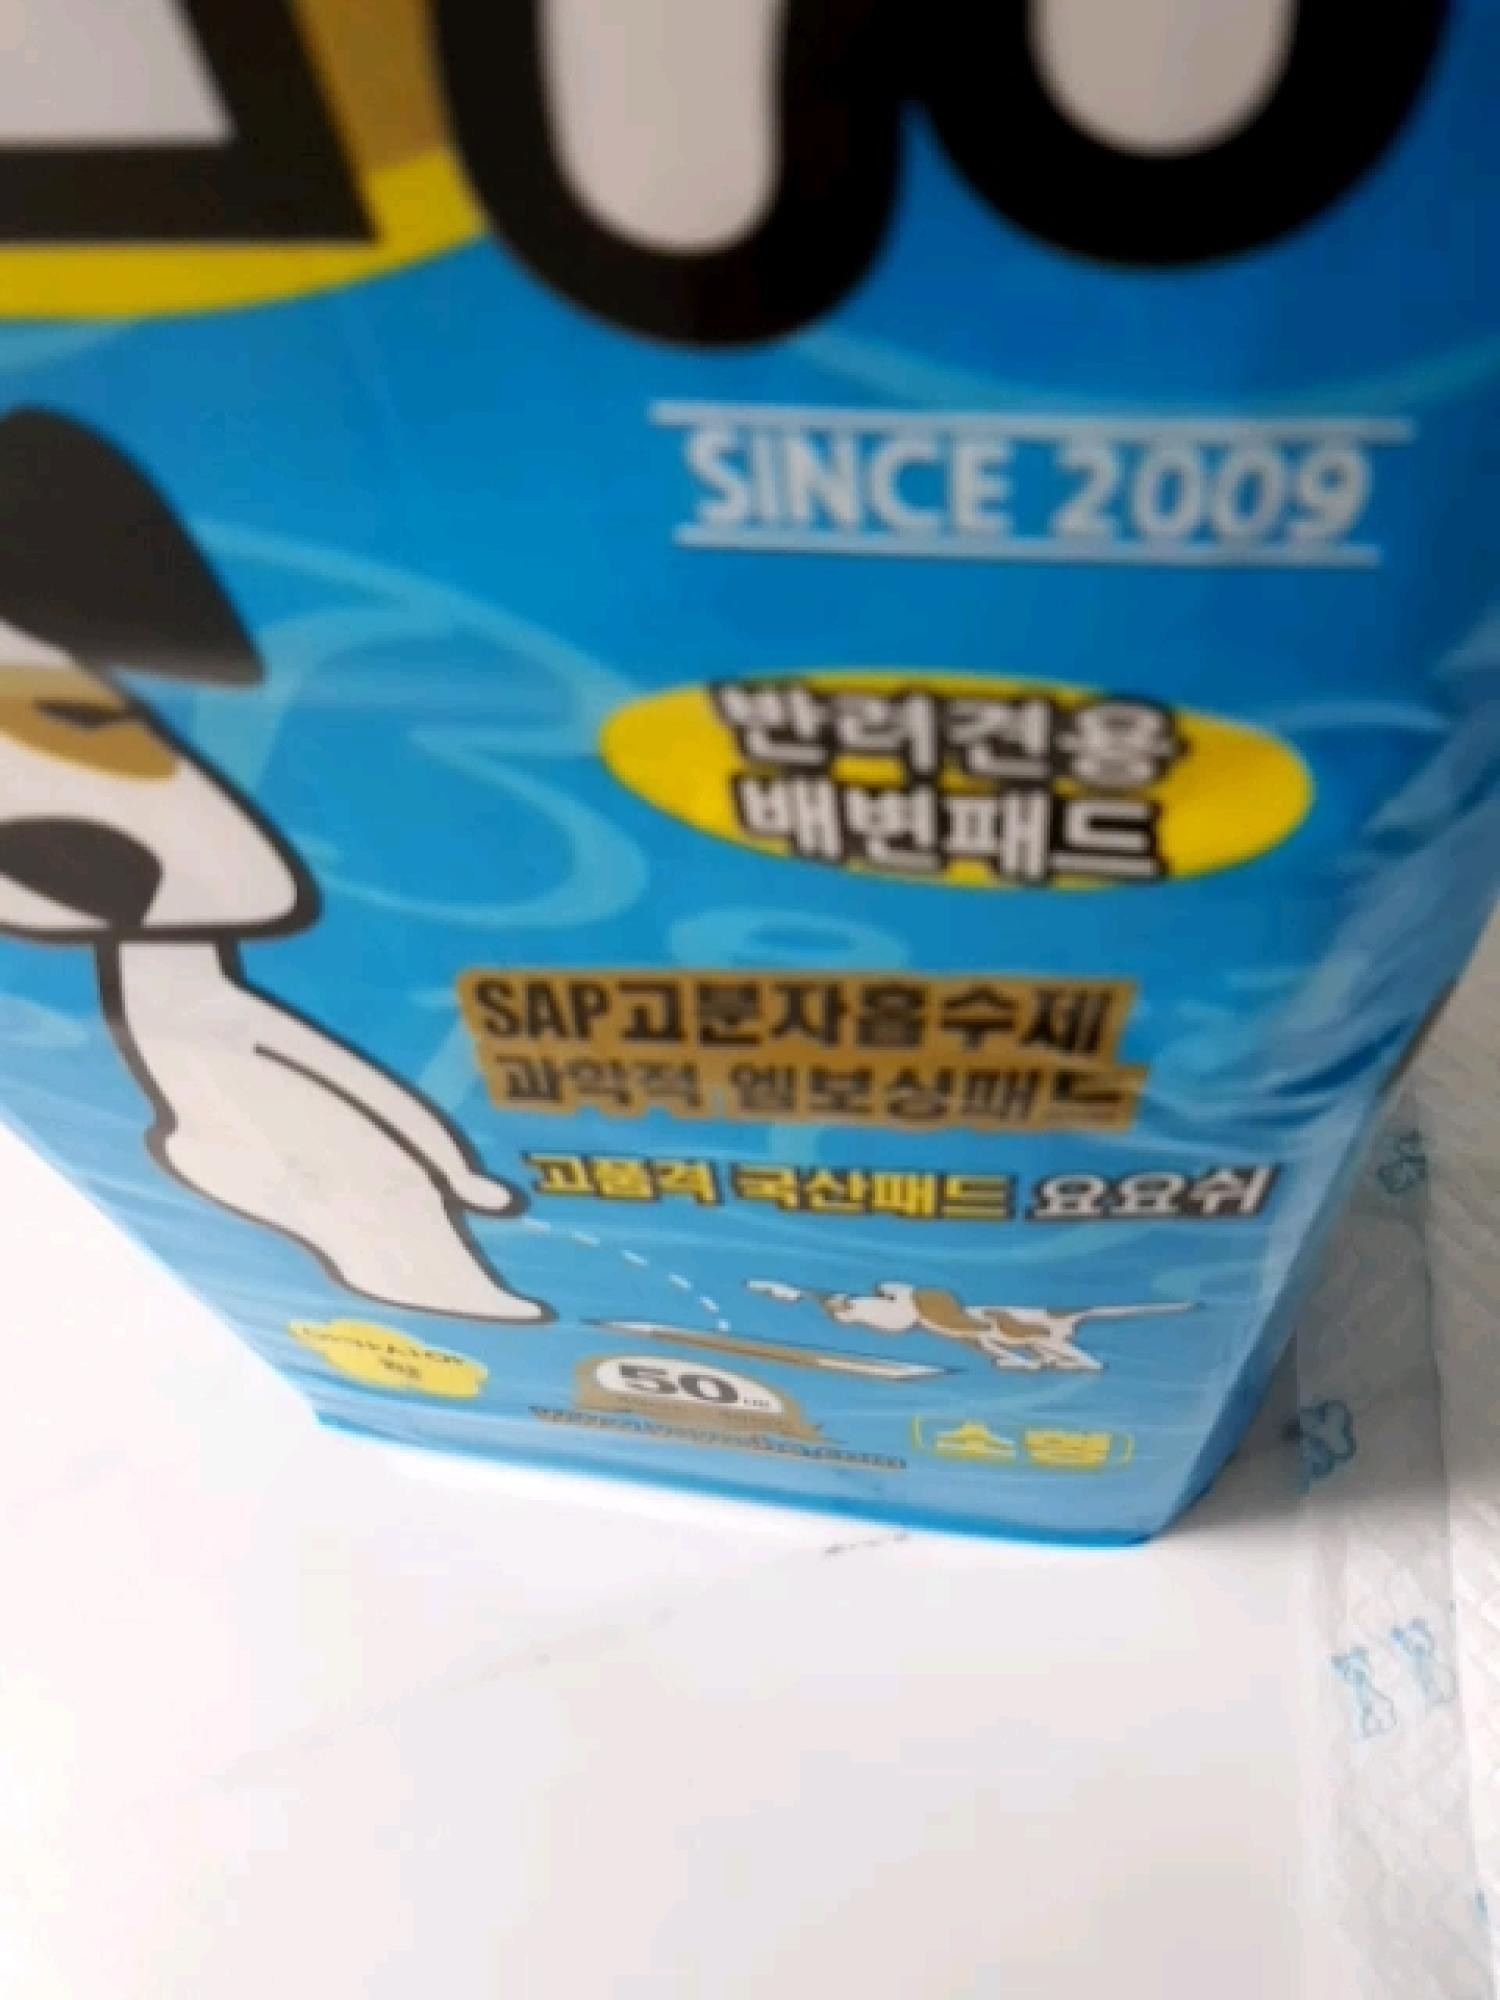 SINCE 2009
반려견용
배변패드
SAP고분자흡수제
과학적 엠보싱패드
고품격 국산패드 요요쉬
50
소형